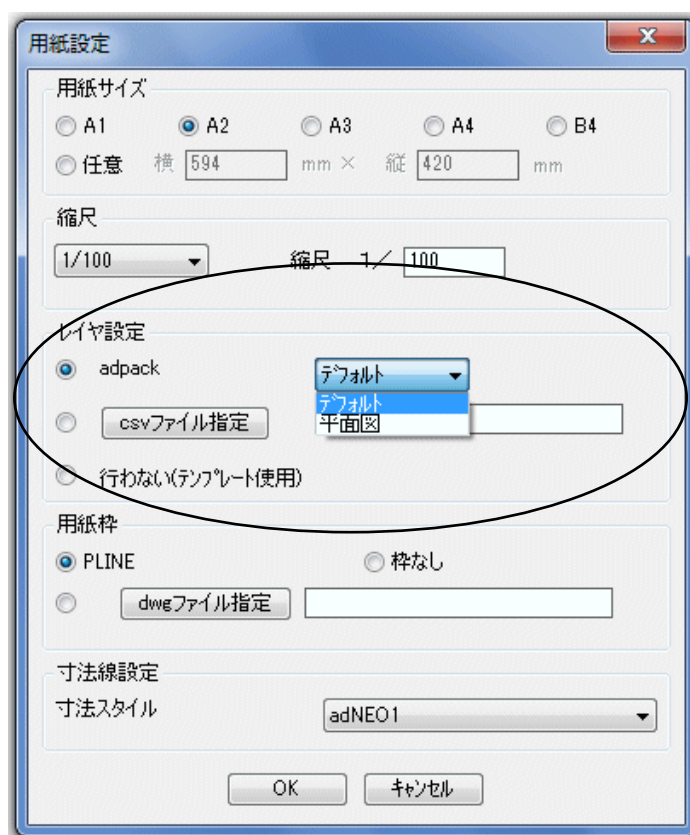 用紙設定
用紙サイズ
A1 A2 A3 A4 B4
任意 横 594 mm × 縦 420 mm
縮尺
1/100 縮尺 1／ 100
レイヤ設定
adpack ﾃﾞﾌｫﾙﾄ
ﾃﾞﾌｫﾙﾄ
csvファイル指定 平面図
行わない(ﾃﾝﾌﾟﾚｰﾄ使用)
用紙枠
PLINE 枠なし
dwgファイル指定
寸法線設定
寸法スタイル adNEO1
OK ｷｬﾝｾﾙ